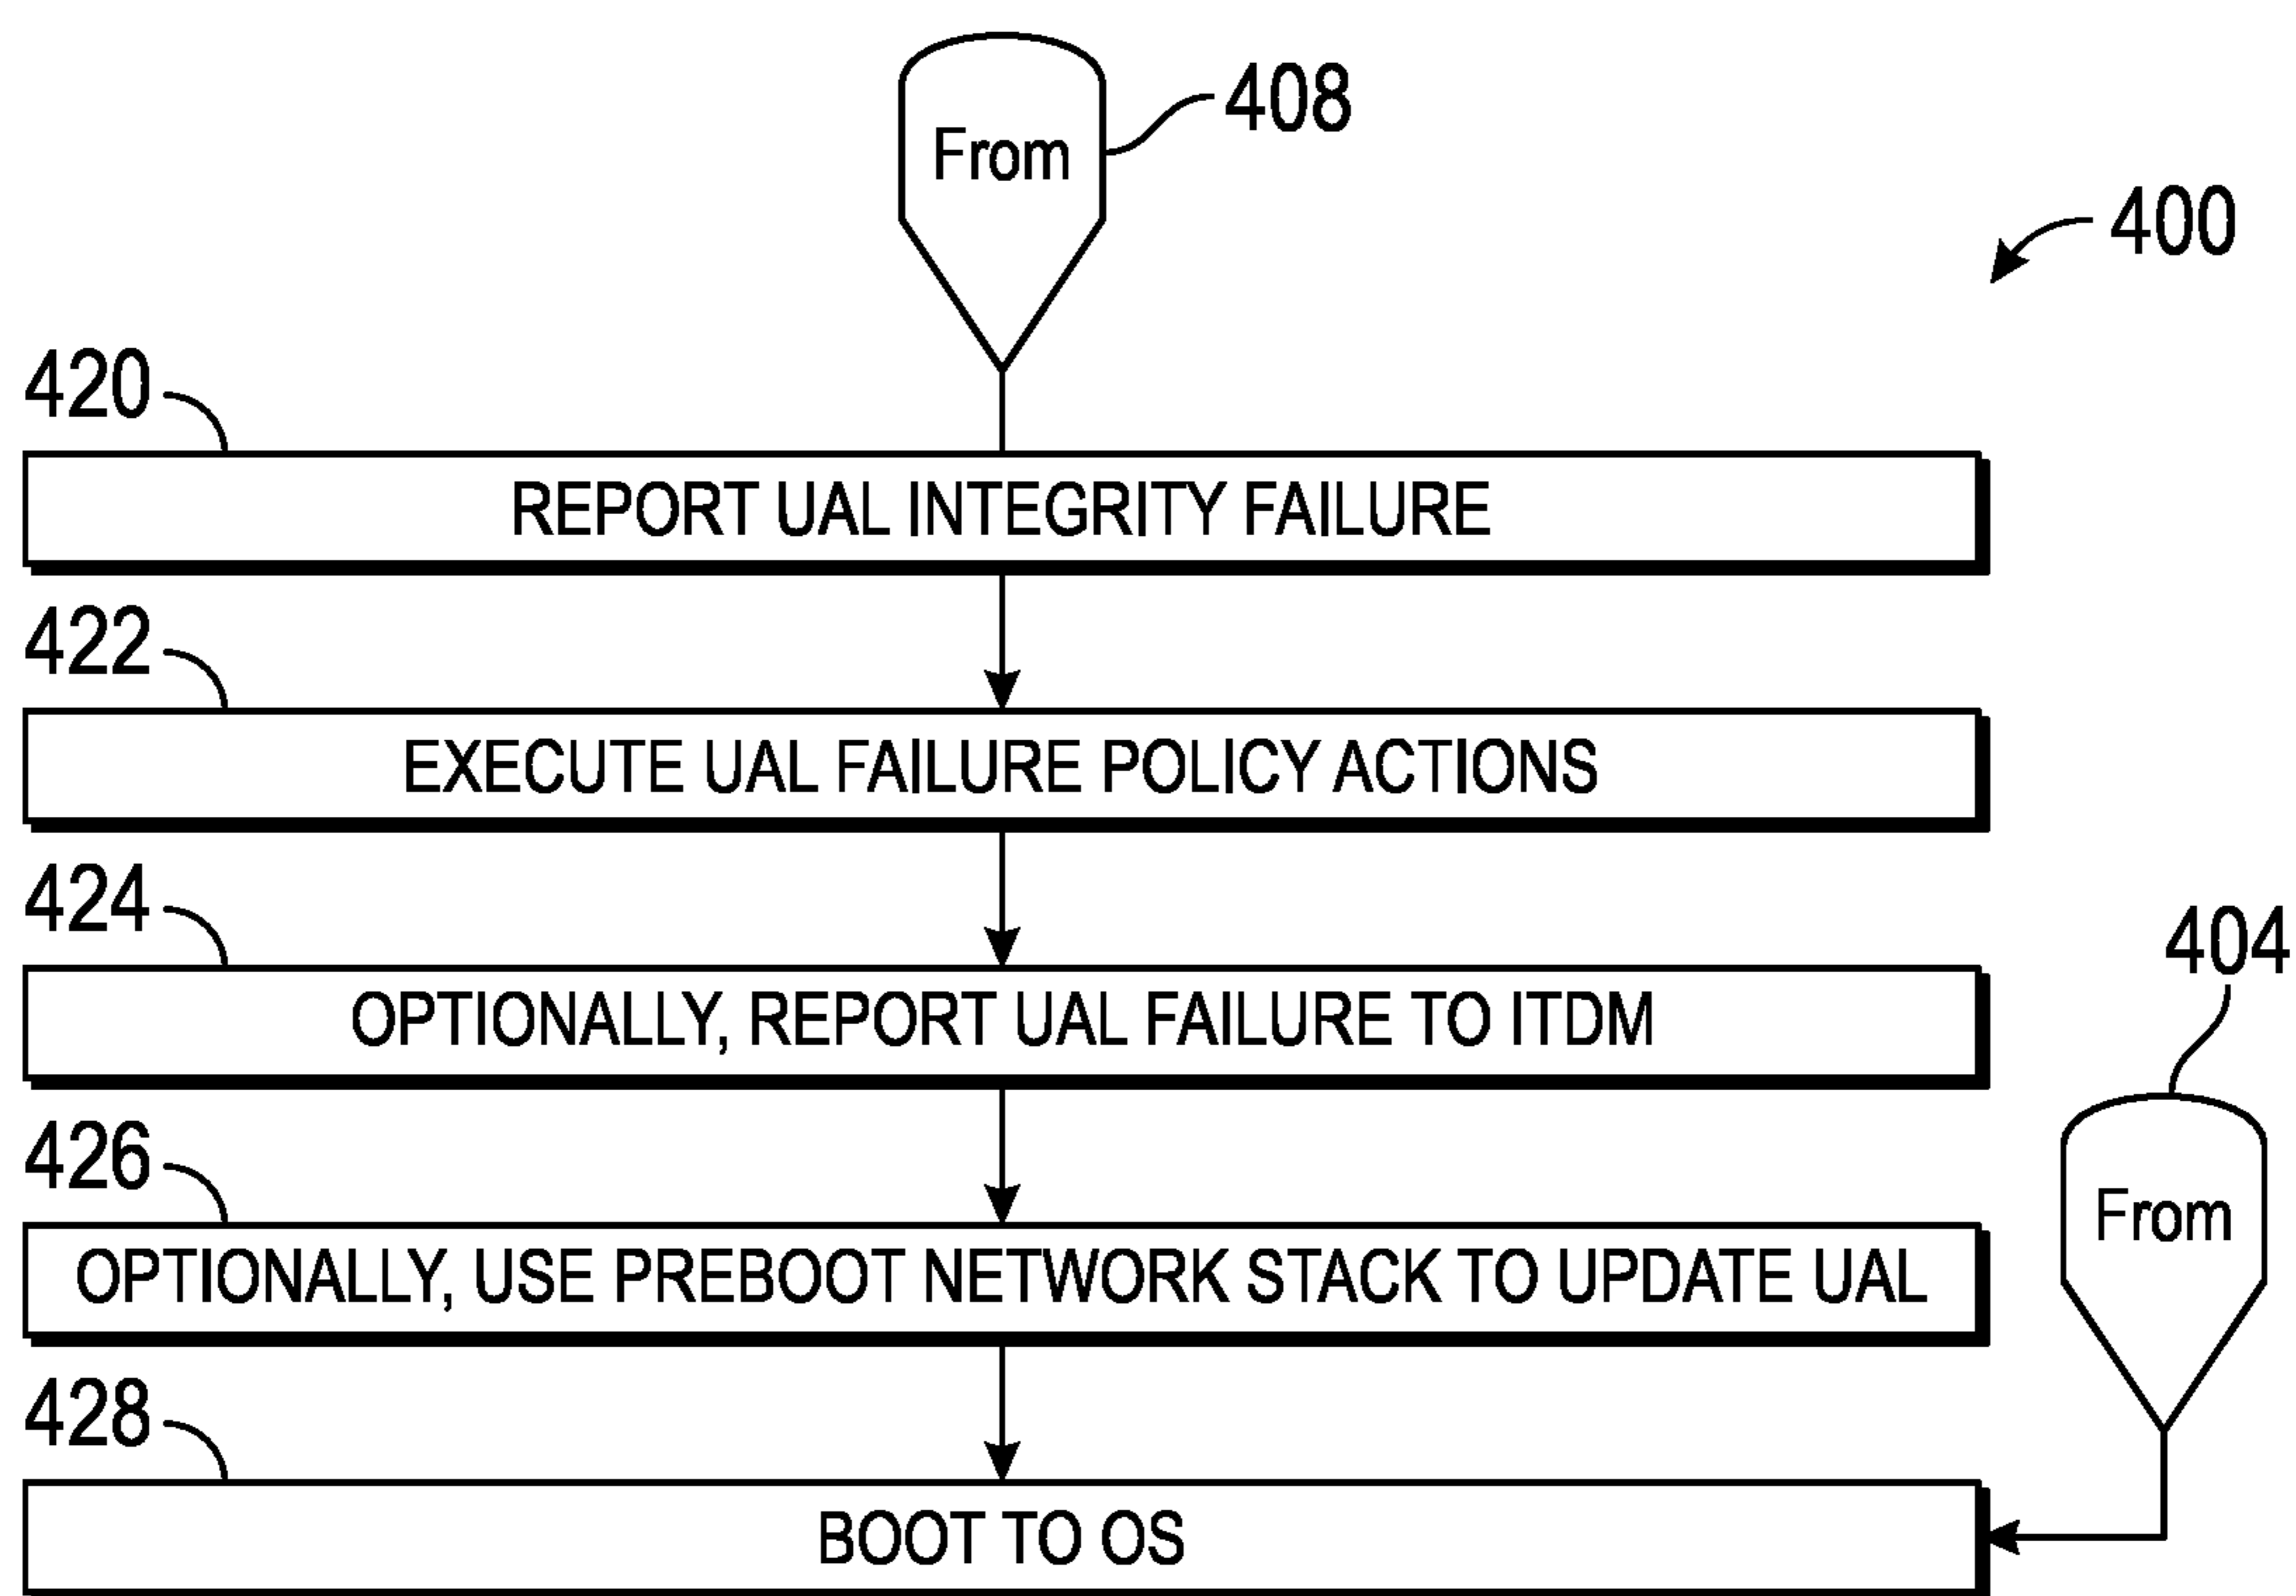 From
408
400
420
REPORT UAL INTEGRITY FAILURE
422
EXECUTE UAL FAILURE POLICY ACTIONS
424
OPTIONALLY, REPORT UAL FAILURE TO ITDM
404
426
From
OPTIONALLY, USE PREBOOT NETWORK STACK TO UPDATE UAL
428
BOOT TO OS